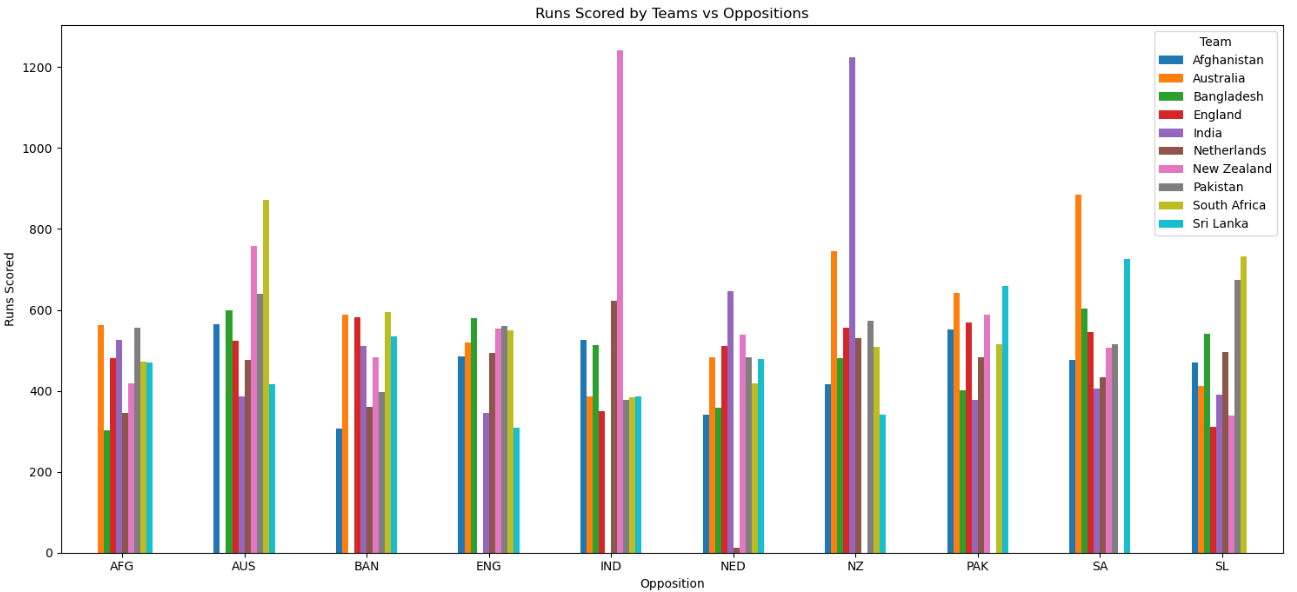 Runs Scored by Teams vs Oppositions
Team
Afghanistan
Australia
Bangladesh
England
India
Netherlands
New Zealand
Pakistan
South Africa
Sri Lanka
Runs Scored
1200
1000
800
600
400
200
0
AFG AUS BAN ENG IND NED NZ PAK SA SL
Opposition